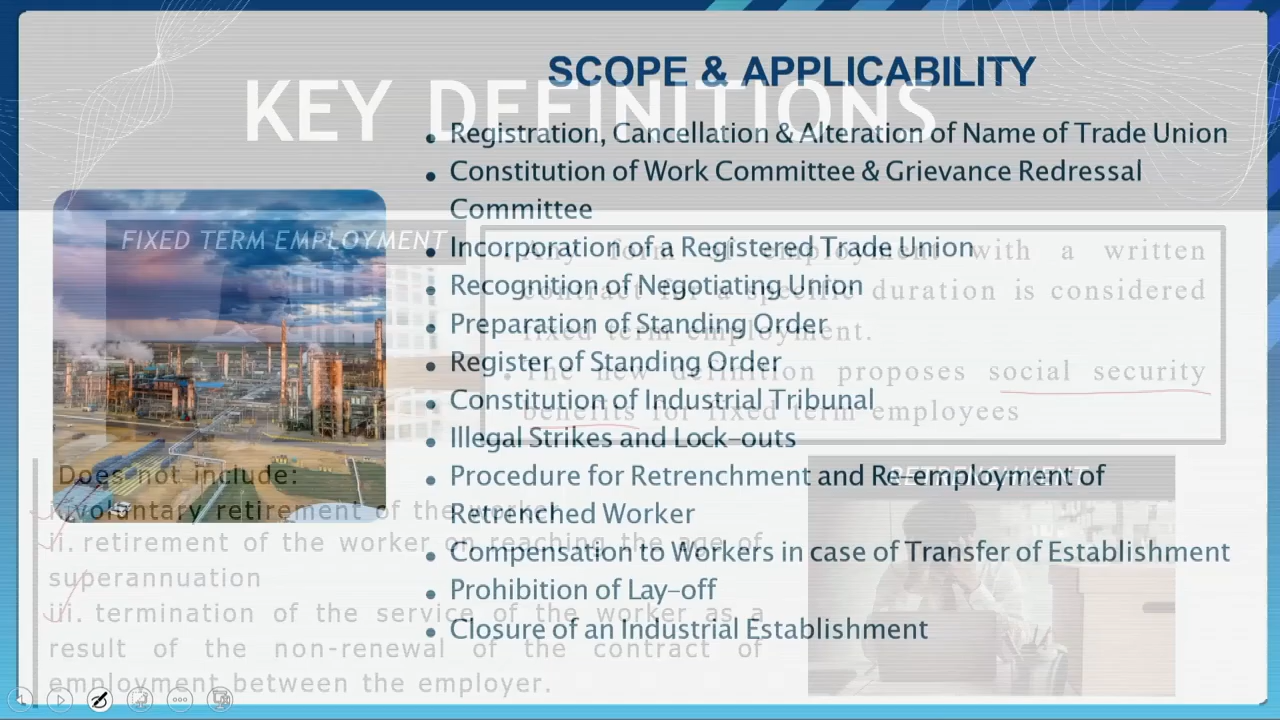 SCOPE & APPLICABILITY
KEY DEFINITIONS
• Registration, Cancellation & Alteration of Name of Trade Union
• Constitution of Work Committee & Grievance Redressal
Committee
• Incorporation of a Registered Trade Union
• Recognition of Negotiating Union
• Preparation of Standing Order
• Register of Standing Order
• Constitution of Industrial Tribunal
• Illegal Strikes and Lock-outs
• Procedure for Retrenchment and Re-employment of
Retrenched Worker
• Compensation to Workers in case of Transfer of Establishment
• Prohibition of Lay-off
• Closure of an Industrial Establishment
FIXED TERM EMPLOYMENT
Any form of employment with a written
contract for a specific duration is considered
fixed term employment.
• The new definition proposes social security
benefits for fixed term employees
Does not include:
i. voluntary retirement of the worker
ii. retirement of the worker on reaching the age of
superannuation
iii. termination of the service of the worker as a
result of the non-renewal of the contract of
employment between the employer.